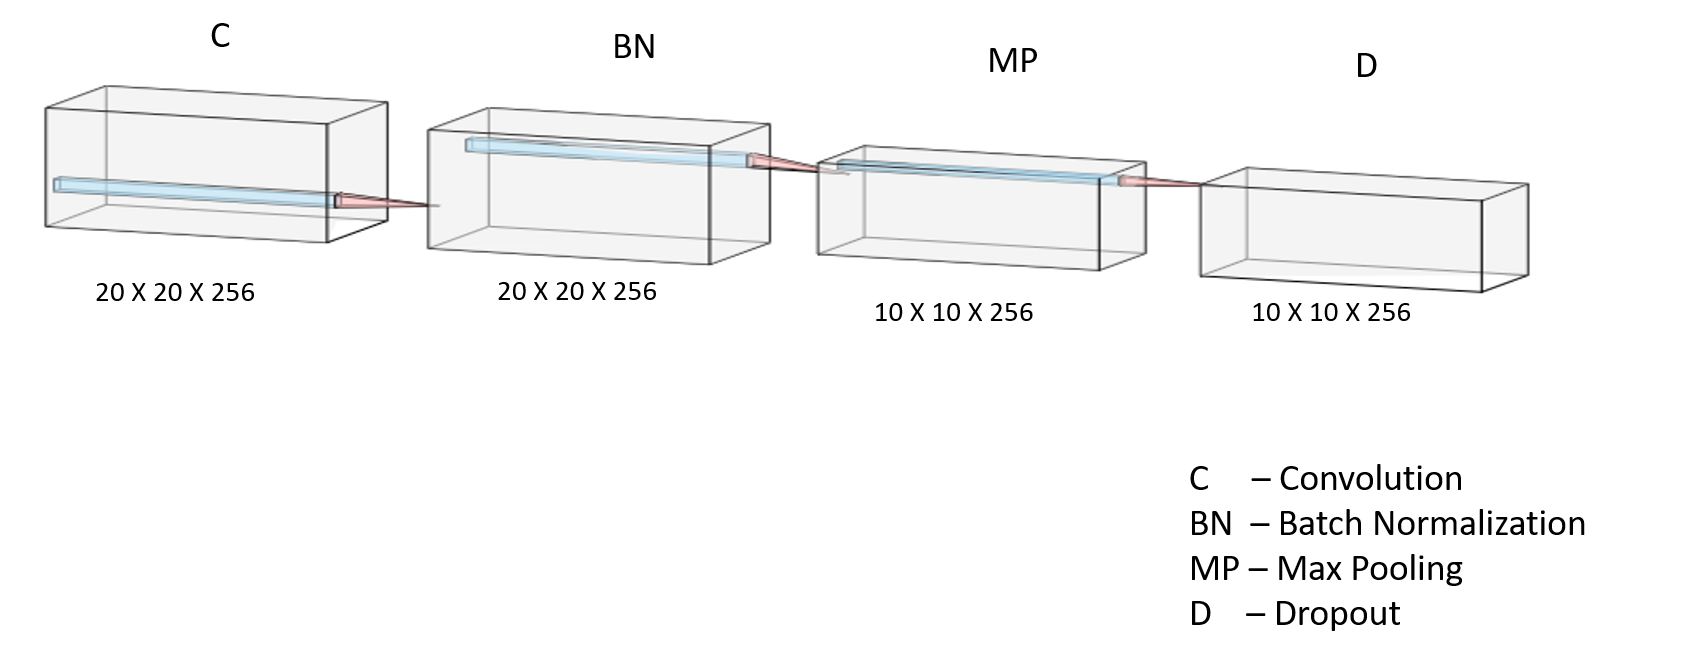 C
BN
MP
D
20 X 20 X 256
20 X 20 X 256
10 X 10 X 256
10 X 10 X 256
C – Convolution
BN – Batch Normalization
MP – Max Pooling
D – Dropout